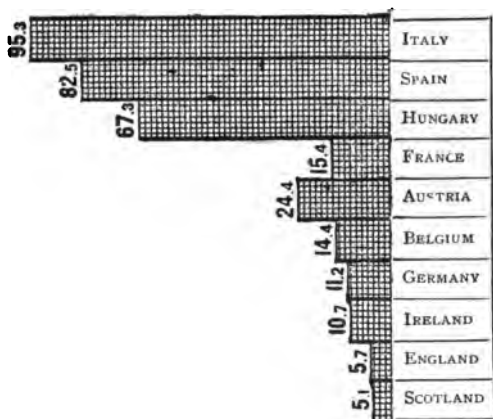 95.3 ITALY
82.5 SPAIN
67.3 HUNGARY
15.4 FRANCE
24.4 AUSTRIA
14.4 BELGIUM
11.2 GERMANY
10.7 IRELAND
5.7 ENGLAND
5.1 SCOTLAND